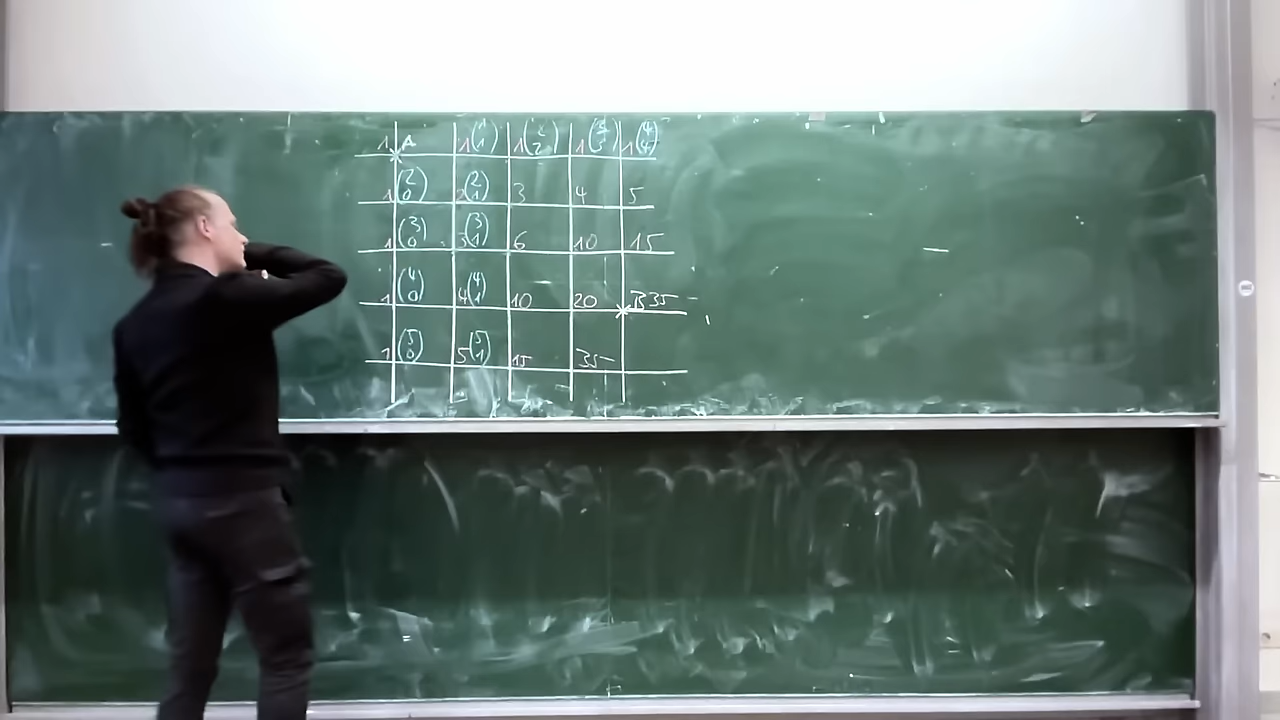 1 A 1(1 1) 1(2 2) 1(3 3) 1(4 4)
1(2 0) 2(2 1) 3 4 5
1(3 0) 3(3 1) 6 10 15
1(4 0) 4(4 1) 10 20 B 35
1(5 0) 5(5 1) 15 35